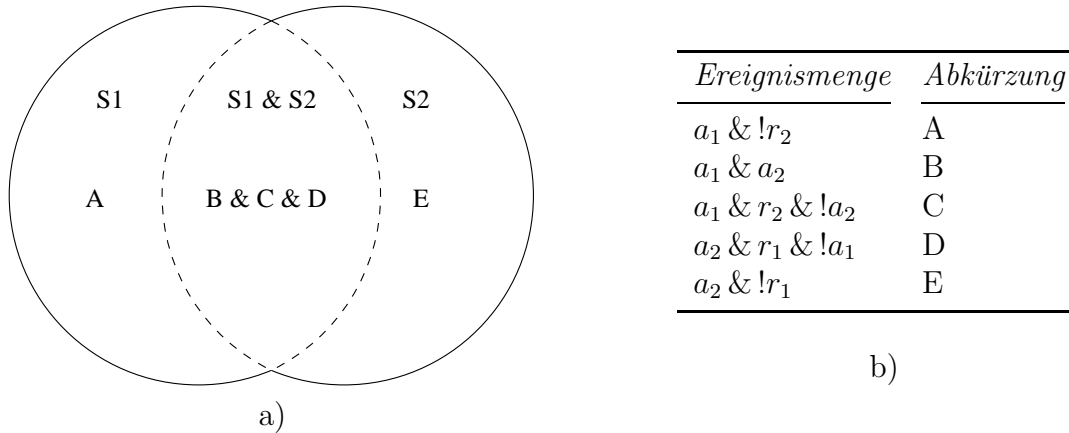 S1 S1 & S2 S2
A B & C & D E
a)
Ereignismenge Abkürzung
a₁ & !r₂ A
a₁ & a₂ B
a₁ & r₂ & !a₂ C
a₂ & r₁ & !a₁ D
a₂ & !r₁ E
b)